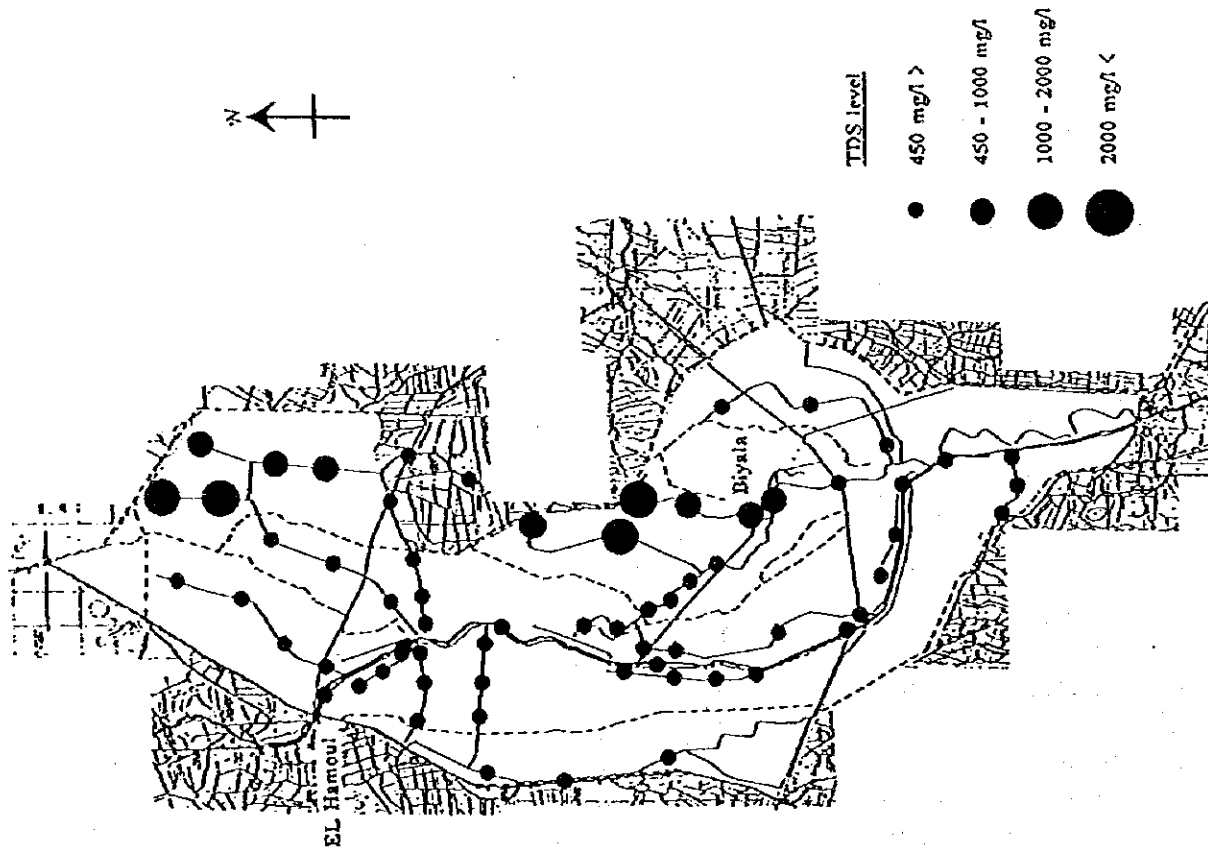 N
EL Hamoul
Biyala
TDS level
450 mg/l >
450 - 1000 mg/l
1000 - 2000 mg/l
2000 mg/l <